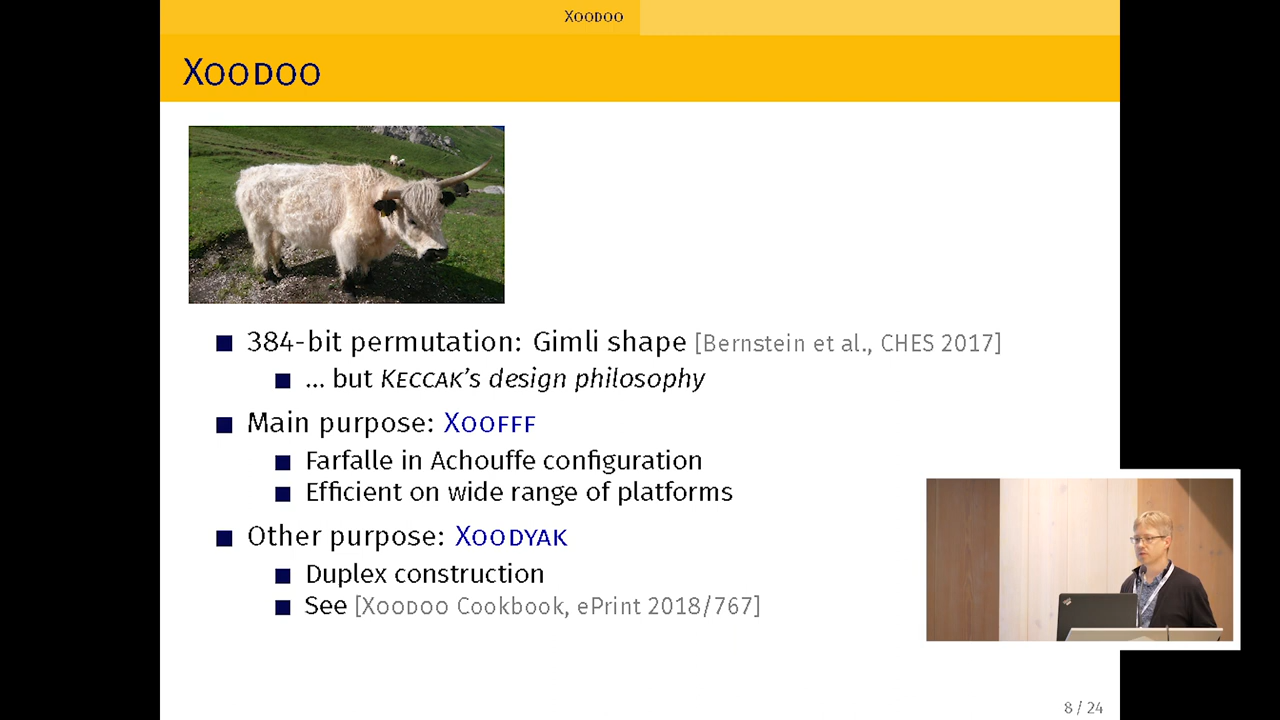 Xoodoo
Xoodoo
384-bit permutation: Gimli shape [Bernstein et al., CHES 2017]
... but Keccak's design philosophy
Main purpose: Xoofff
Farfalle in Achouffe configuration
Efficient on wide range of platforms
Other purpose: Xoodyak
Duplex construction
See [Xoodoo Cookbook, ePrint 2018/767]
8 / 24